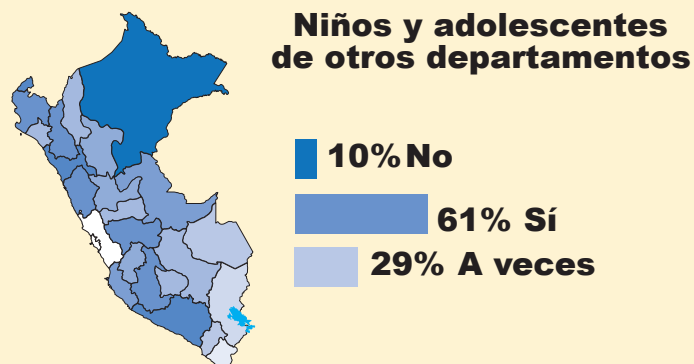 Niños y adolescentes
de otros departamentos
10% No
61% Sí
29% A veces